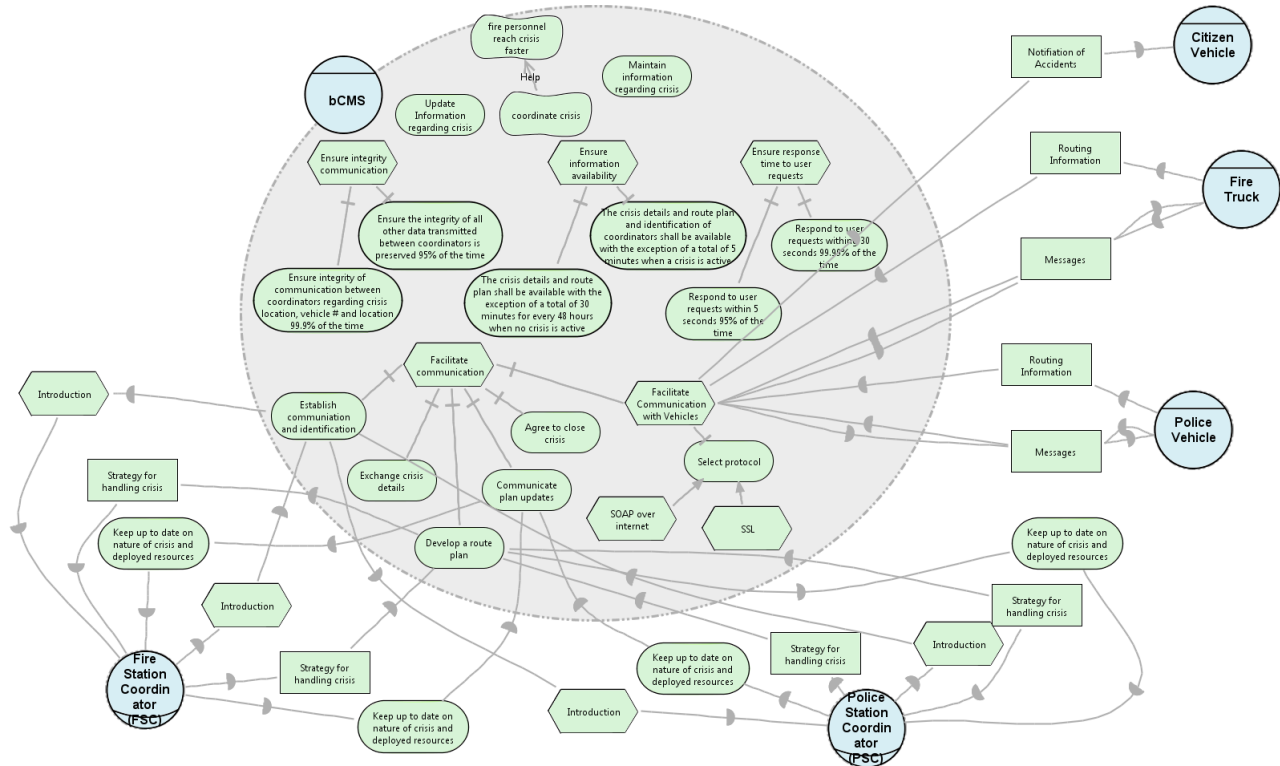 fire personnel
reach crisis
faster
Help
coordinate crisis
Maintain
information
regarding crisis
bCMS
Update
Information
regarding crisis
Citizen
Vehicle
Notifiation of
Accidents
Ensure integrity
communication
Ensure
information
availability
Ensure response
time to user
requests
Routing
Information
Fire
Truck
Ensure the integrity of all
other data transmitted
between coordinators is
preserved 95% of the time
The crisis details and route plan
and identification of
coordinators shall be available
with the exception of a total of 5
minutes when a crisis is active
Respond to user
requests within 30
seconds 99.99% of the
time
Messages
Ensure integrity of
communication between
coordinators regarding crisis
location, vehicle # and location
99.9% of the time
The crisis details and route
plan shall be available with the
exception of a total of 30
minutes for every 48 hours
when no crisis is active
Respond to user
requests within 5
seconds 95% of the
time
Facilitate
communication
Routing
Information
Introduction
Establish
communiation
and identification
Facilitate
Communication
with Vehicles
Police
Vehicle
Agree to close
crisis
Messages
Strategy for
handling crisis
Exchange crisis
details
Communicate
plan updates
Select protocol
SOAP over
internet
SSL
Keep up to date on
nature of crisis and
deployed resources
Develop a route
plan
Keep up to date on
nature of crisis and
deployed resources
Introduction
Strategy for
handling crisis
Introduction
Fire
Station
Coordin
ator
(FSC)
Strategy for
handling crisis
Keep up to date on
nature of crisis and
deployed resources
Strategy for
handling crisis
Keep up to date on
nature of crisis and
deployed resources
Introduction
Police
Station
Coordin
ator
(PSC)